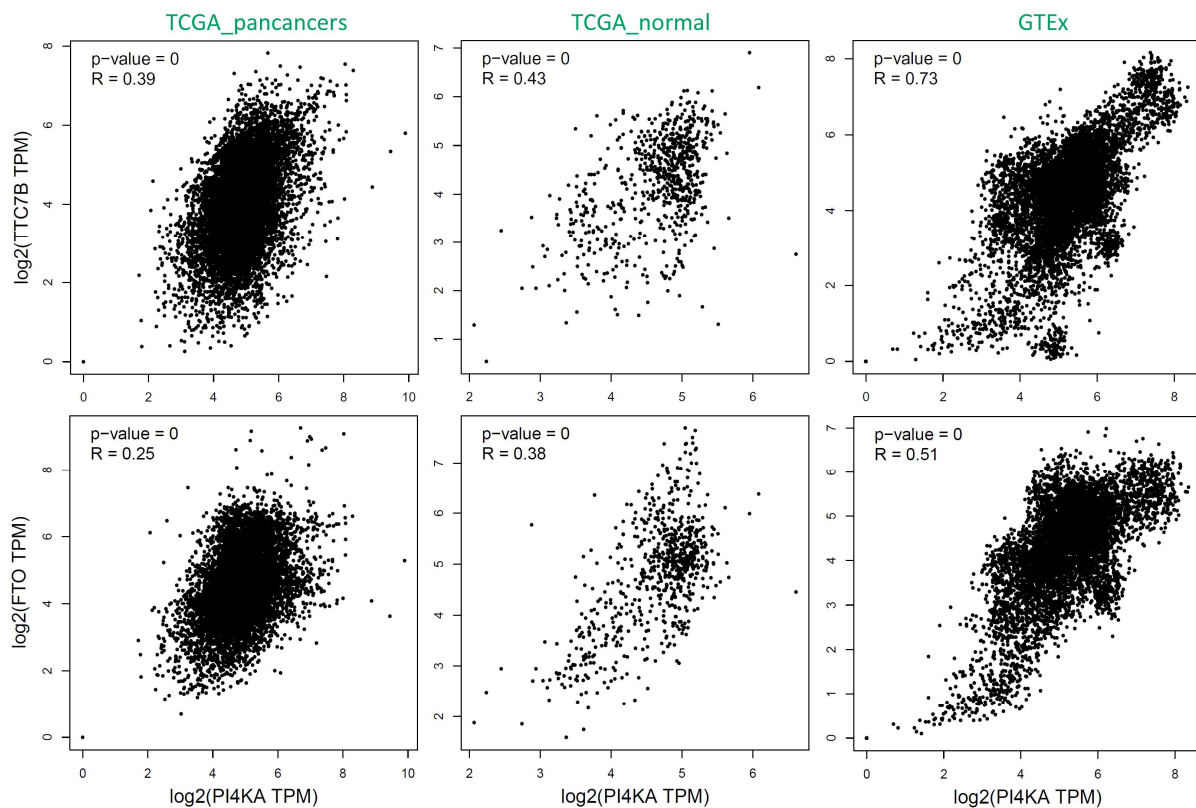 TCGA_pancancers
TCGA_normal
GTEx
p-value = 0
R = 0.39
p-value = 0
R = 0.43
p-value = 0
R = 0.73
log2(TTC7B TPM)
8
6
4
2
0
7
6
5
4
3
2
1
8
6
4
2
0
0 2 4 6 8 10
2 3 4 5 6
0 2 4 6 8
p-value = 0
R = 0.25
p-value = 0
R = 0.38
p-value = 0
R = 0.51
log2(FTO TPM)
8
6
4
2
0
7
6
5
4
3
2
7
6
5
4
3
2
1
0
0 2 4 6 8 10
2 3 4 5 6
0 2 4 6 8
log2(PI4KA TPM)
log2(PI4KA TPM)
log2(PI4KA TPM)